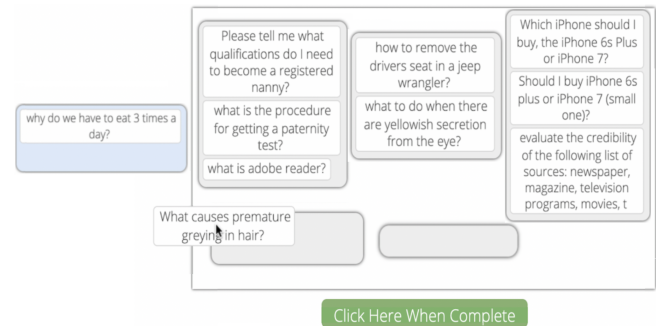 why do we have to eat 3 times a
day?
Please tell me what
qualifications do I need
to become a registered
nanny?
what is the procedure
for getting a paternity
test?
what is adobe reader?
how to remove the
drivers seat in a jeep
wrangler?
what to do when there
are yellowish secretion
from the eye?
Which iPhone should I
buy, the iPhone 6s Plus
or iPhone 7?
Should I buy iPhone 6s
plus or iPhone 7 (small
one)?
evaluate the credibility
of the following list of
sources: newspaper,
magazine, television
programs, movies, t
What causes premature
greying in hair?
Click Here When Complete